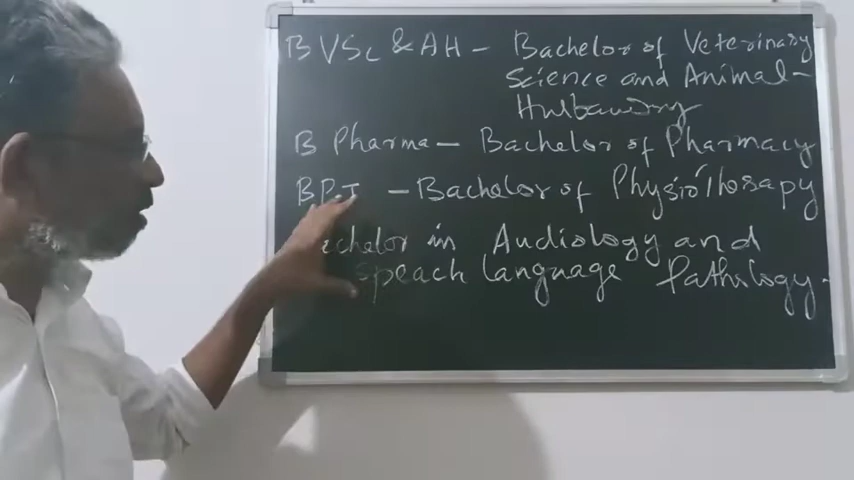 BVSc & AH - Bachelor of Veterinary
Science and Animal -
Husbandry
B Pharma - Bachelor of Pharmacy
BPT - Bachelor of Physiotherapy
Bachelor in Audiology and
Speach Language Pathology.